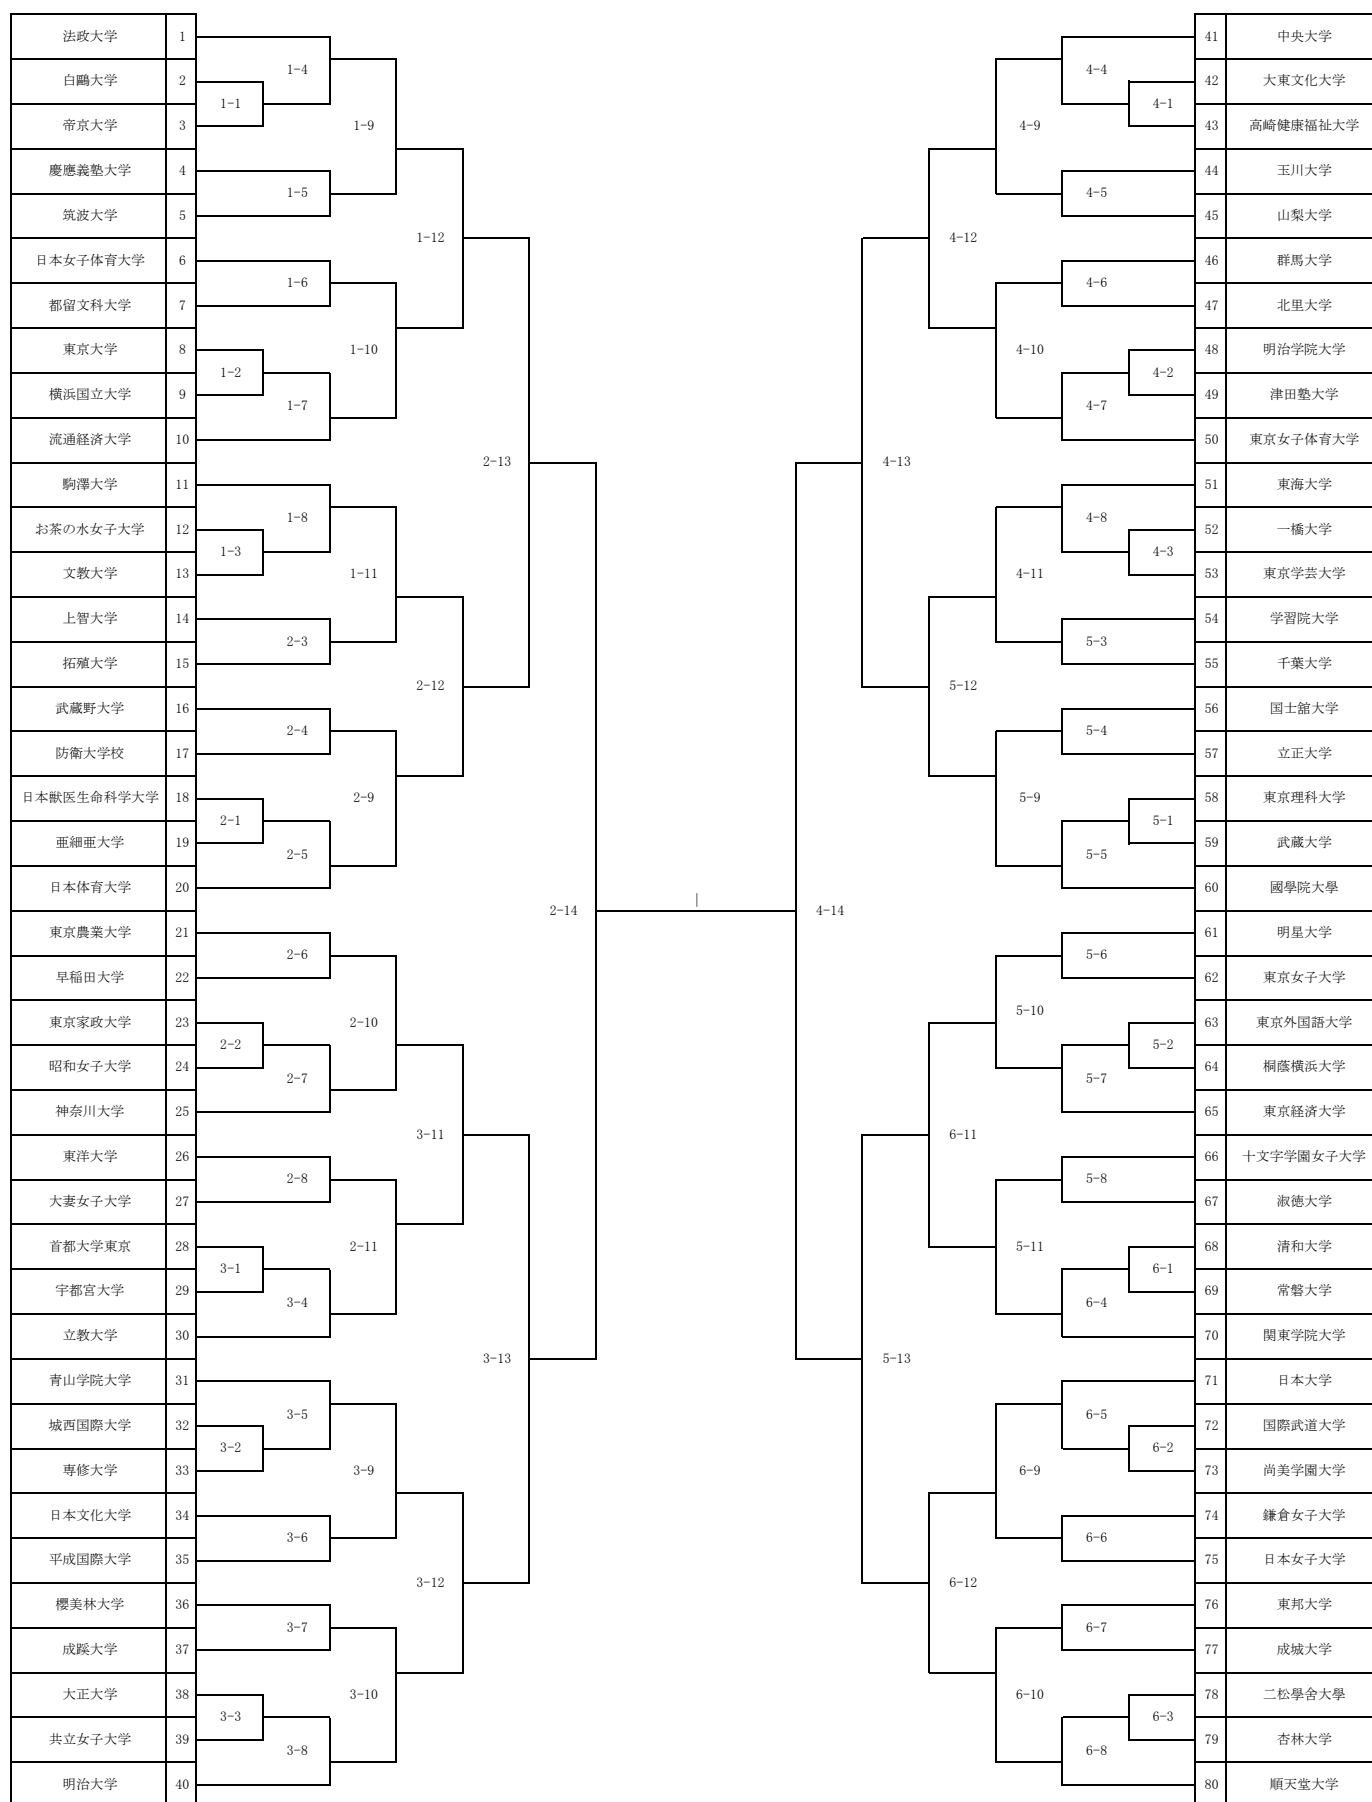 法政大学 1
白鷗大学 2
帝京大学 3
慶應義塾大学 4
筑波大学 5
日本女子体育大学 6
都留文科大学 7
東京大学 8
横浜国立大学 9
流通経済大学 10
駒澤大学 11
お茶の水女子大学 12
文教大学 13
上智大学 14
拓殖大学 15
武蔵野大学 16
防衛大学校 17
日本獣医生命科学大学 18
亜細亜大学 19
日本体育大学 20
東京農業大学 21
早稲田大学 22
東京家政大学 23
昭和女子大学 24
神奈川大学 25
東洋大学 26
大妻女子大学 27
首都大学東京 28
宇都宮大学 29
立教大学 30
青山学院大学 31
城西国際大学 32
専修大学 33
日本文化大学 34
平成国際大学 35
櫻美林大学 36
成蹊大学 37
大正大学 38
共立女子大学 39
明治大学 40
1-1
1-2
1-3
2-1
2-2
3-1
3-2
3-3
1-4
1-5
1-6
1-7
1-8
2-3
2-4
2-5
2-6
2-7
2-8
3-4
3-5
3-6
3-7
3-8
1-9
1-10
1-11
2-9
2-10
2-11
3-9
3-10
1-12
2-12
3-11
3-12
2-13
3-13
2-14
4-14
4-13
5-13
4-12
5-12
6-11
6-12
4-9
4-10
4-11
5-9
5-10
5-11
6-9
6-10
4-4
4-5
4-6
4-7
4-8
5-3
5-4
5-5
5-6
5-7
5-8
6-4
6-5
6-6
6-7
6-8
4-1
4-2
4-3
5-1
5-2
6-1
6-2
6-3
41 中央大学
42 大東文化大学
43 高崎健康福祉大学
44 玉川大学
45 山梨大学
46 群馬大学
47 北里大学
48 明治学院大学
49 津田塾大学
50 東京女子体育大学
51 東海大学
52 一橋大学
53 東京学芸大学
54 学習院大学
55 千葉大学
56 国士舘大学
57 立正大学
58 東京理科大学
59 武蔵大学
60 國學院大學
61 明星大学
62 東京女子大学
63 東京外国語大学
64 桐蔭横浜大学
65 東京経済大学
66 十文字学園女子大学
67 淑徳大学
68 清和大学
69 常磐大学
70 関東学院大学
71 日本大学
72 国際武道大学
73 尚美学園大学
74 鎌倉女子大学
75 日本女子大学
76 東邦大学
77 成城大学
78 二松學舍大學
79 杏林大学
80 順天堂大学